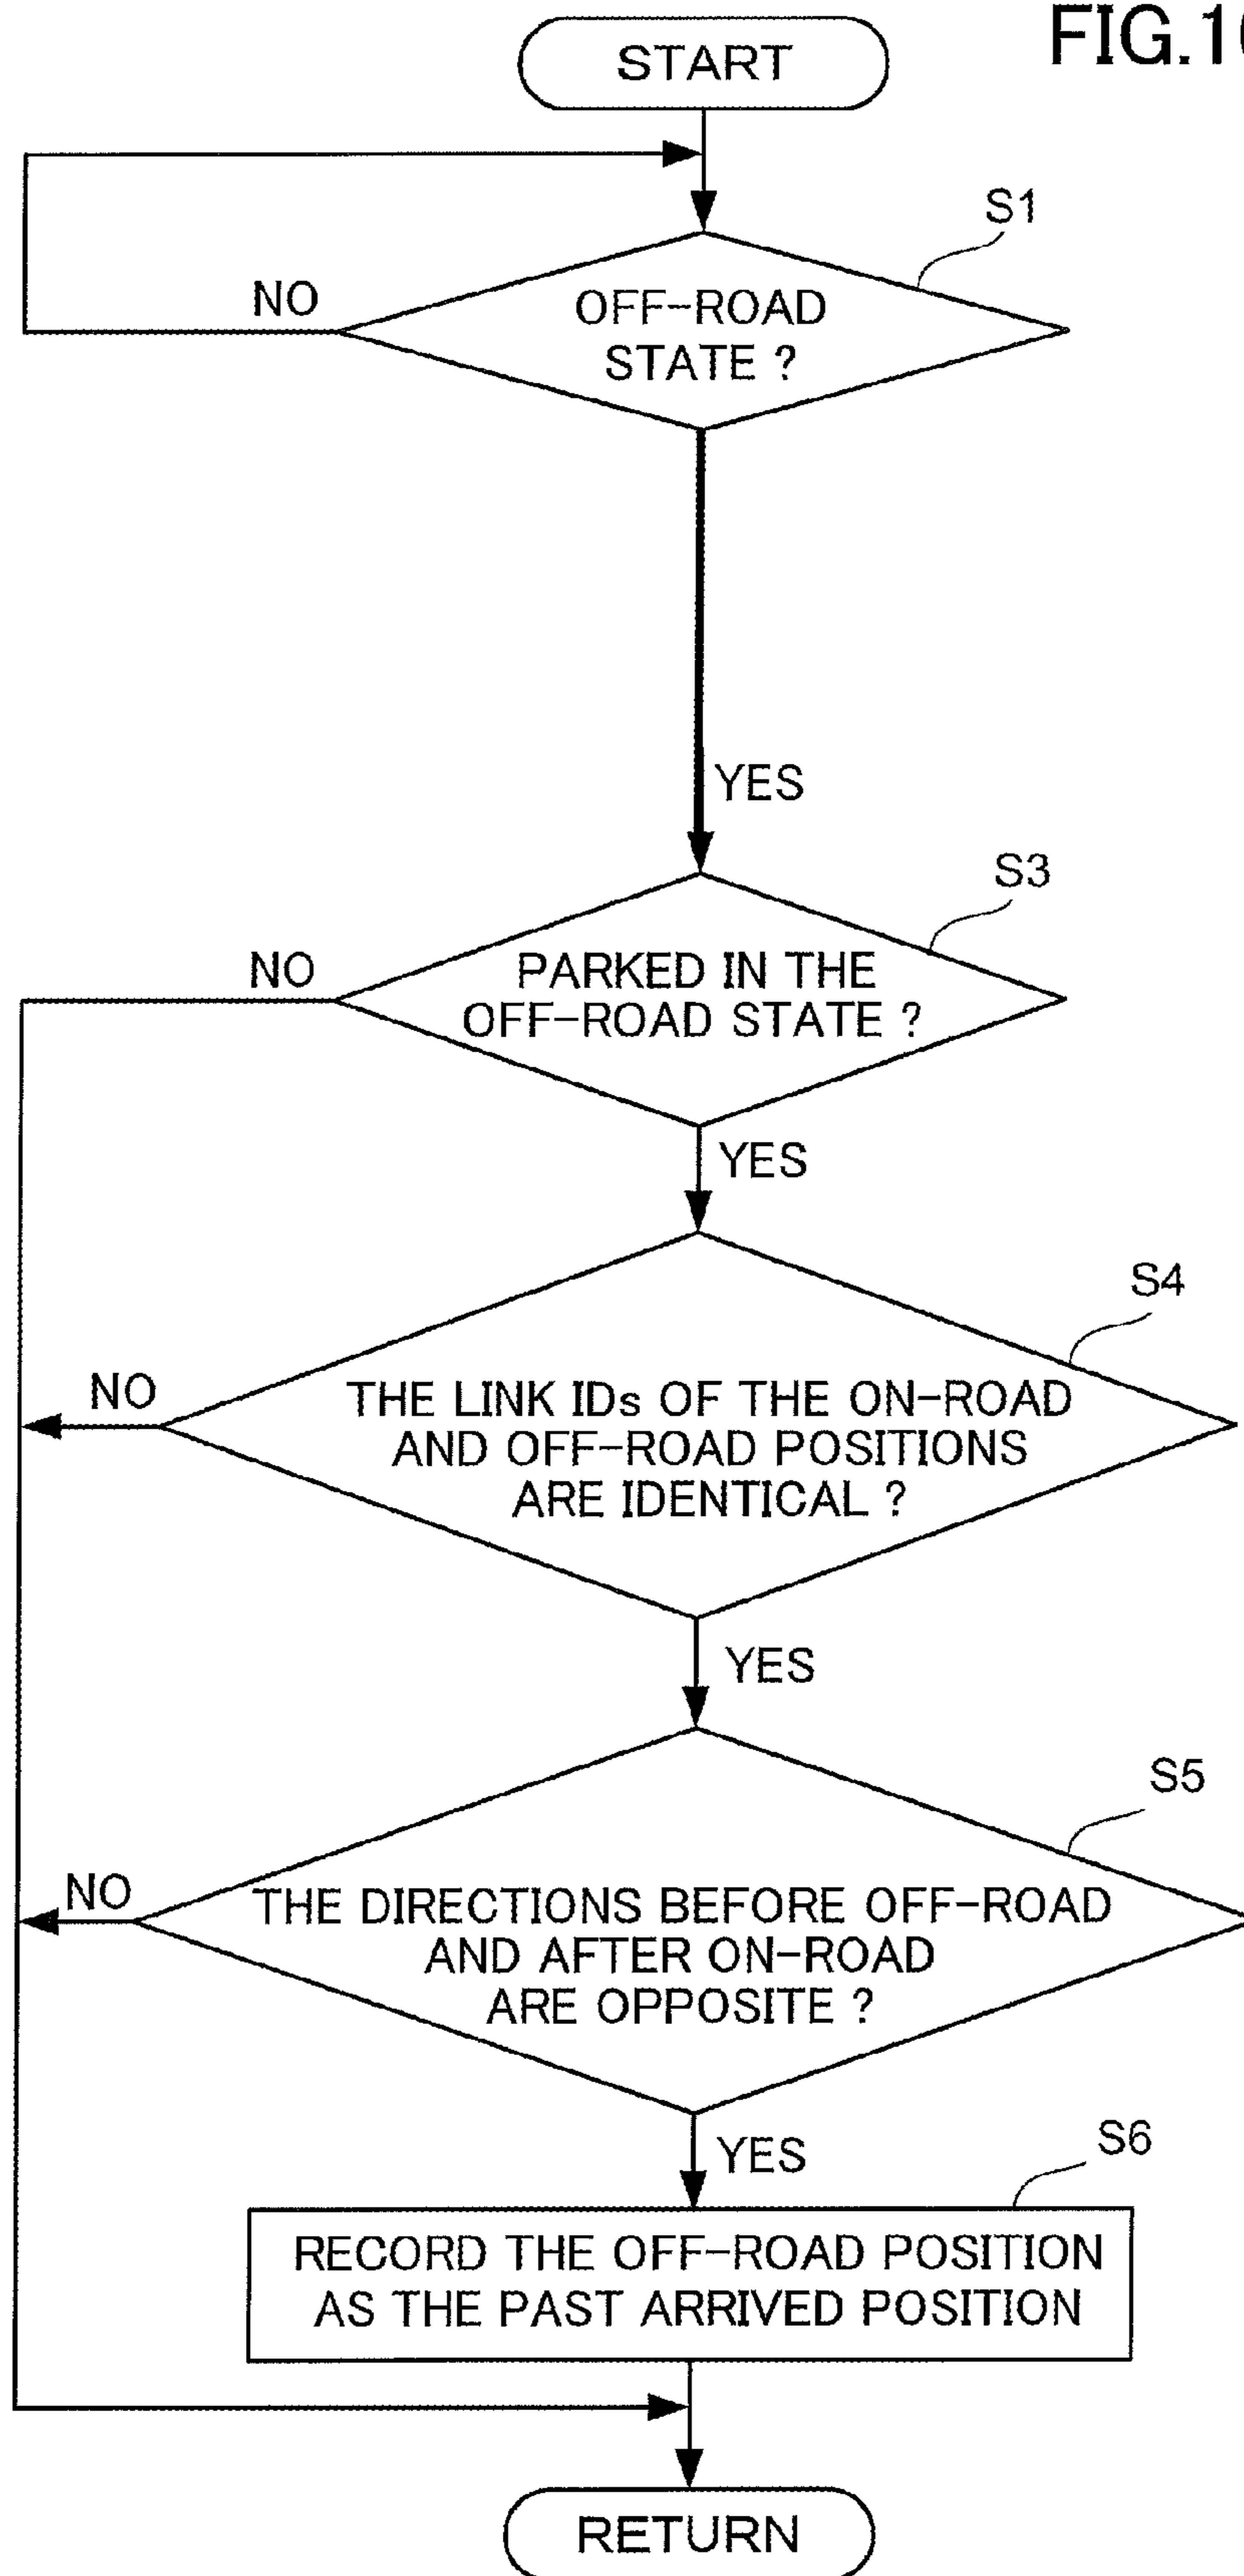 FIG.10
START
S1
NO
OFF-ROAD
STATE ?
YES
S3
NO
PARKED IN THE
OFF-ROAD STATE ?
YES
S4
NO
THE LINK IDs OF THE ON-ROAD
AND OFF-ROAD POSITIONS
ARE IDENTICAL ?
YES
S5
NO
THE DIRECTIONS BEFORE OFF-ROAD
AND AFTER ON-ROAD
ARE OPPOSITE ?
YES
S6
RECORD THE OFF-ROAD POSITION
AS THE PAST ARRIVED POSITION
RETURN